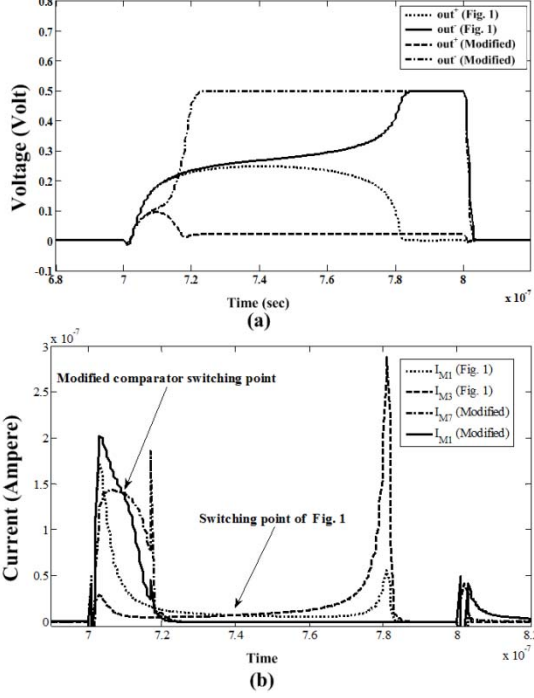 0.8
0.7
0.6
0.5
0.4
0.3
0.2
0.1
0
-0.1
Voltage (Volt)
out⁺ (Fig. 1)
out⁻ (Fig. 1)
out⁺ (Modified)
out⁻ (Modified)
6.8 7 7.2 7.4 7.6 7.8 8
Time (sec)
x 10⁻⁷
(a)
x 10⁻⁷
3
2.5
2
1.5
1
0.5
0
Current (Ampere)
Modified comparator switching point
Switching point of Fig. 1
I_M1 (Fig. 1)
I_M3 (Fig. 1)
I_M7 (Modified)
I_M1 (Modified)
7 7.2 7.4 7.6 7.8 8 8.2
Time
x 10⁻⁷
(b)